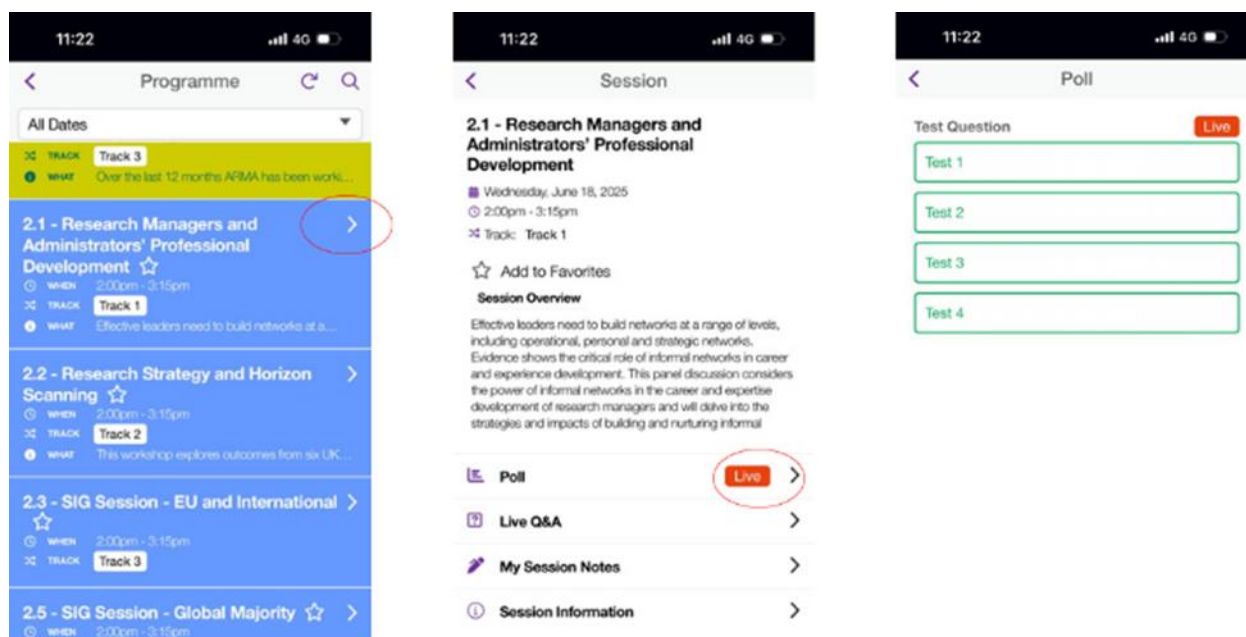 11:22
4G
Programme
All Dates
TRACK Track 3
WHAT Over the last 12 months ARMA has been worki...
2.1 - Research Managers and
Administrators' Professional
Development
WHEN 2:00pm - 3:15pm
TRACK Track 1
WHAT Effective leaders need to build networks at a...
2.2 - Research Strategy and Horizon
Scanning
WHEN 2:00pm - 3:15pm
TRACK Track 2
WHAT This workshop explores outcomes from six UK...
2.3 - SIG Session - EU and International
WHEN 2:00pm - 3:15pm
TRACK Track 3
2.5 - SIG Session - Global Majority
WHEN 2:00pm - 3:15pm
11:22
4G
Session
2.1 - Research Managers and
Administrators' Professional
Development
Wednesday, June 18, 2025
2:00pm - 3:15pm
Track: Track 1
Add to Favorites
Session Overview
Effective leaders need to build networks at a range of levels,
including operational, personal and strategic networks.
Evidence shows the critical role of informal networks in career
and experience development. This panel discussion considers
the power of informal networks in the career and expertise
development of research managers and will delve into the
strategies and impacts of building and nurturing informal
Poll Live
Live Q&A
My Session Notes
Session Information
11:22
4G
Poll
Test Question Live
Test 1
Test 2
Test 3
Test 4